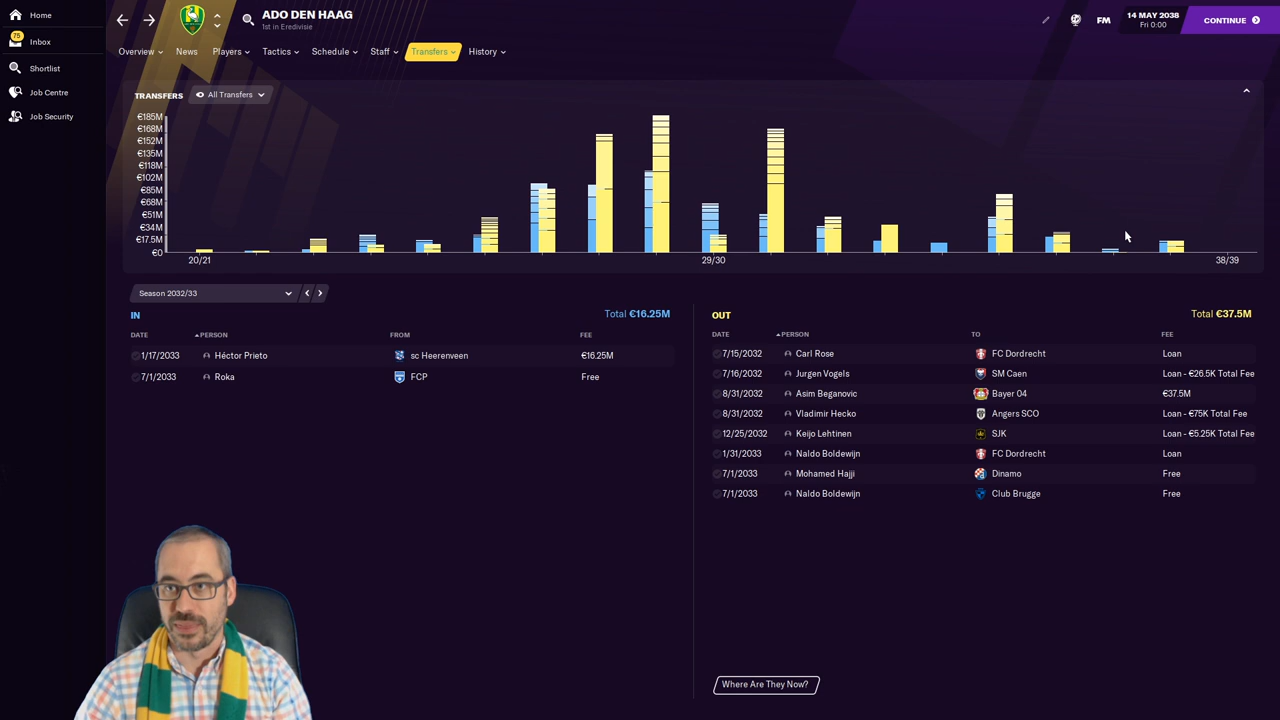 Home
75
Inbox
Shortlist
Job Centre
Job Security
ADO DEN HAAG
1st in Eredivisie
FM
14 MAY 2038
Fri 0:00
CONTINUE
Overview
News
Players
Tactics
Schedule
Staff
Transfers
History
TRANSFERS
All Transfers
€185M
€168M
€152M
€135M
€118M
€102M
€85M
€68M
€51M
€34M
€17.5M
€0
20/21
29/30
38/39
Season 2032/33
IN
Total €16.25M
DATE PERSON FROM FEE
1/17/2033 Héctor Prieto sc Heerenveen €16.25M
7/1/2033 Roka FCP Free
OUT
Total €37.5M
DATE PERSON TO FEE
7/15/2032 Carl Rose FC Dordrecht Loan
7/16/2032 Jurgen Vogels SM Caen Loan - €26.5K Total Fee
8/31/2032 Asim Beganovic Bayer 04 €37.5M
8/31/2032 Vladimir Hecko Angers SCO Loan - €75K Total Fee
12/25/2032 Keijo Lehtinen SJK Loan - €5.25K Total Fee
1/31/2033 Naldo Boldewijn FC Dordrecht Loan
7/1/2033 Mohamed Hajji Dinamo Free
7/1/2033 Naldo Boldewijn Club Brugge Free
Where Are They Now?